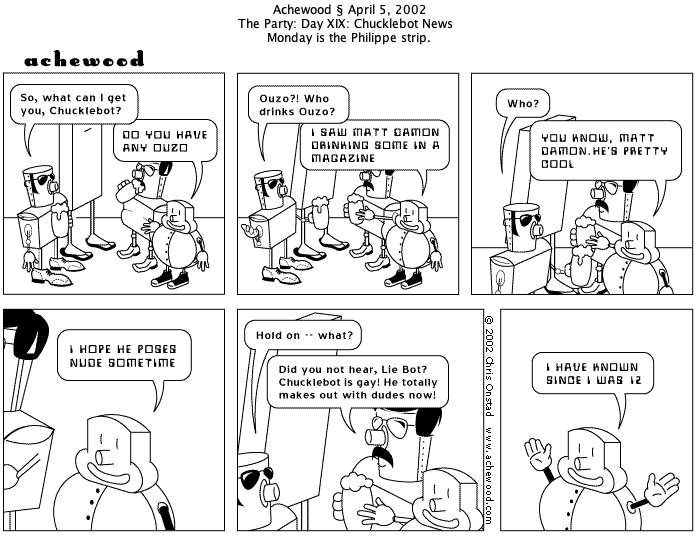 Achewood § April 5, 2002
The Party: Day XIX: Chucklebot News
Monday is the Philippe strip.
achewood
So, what can I get
you, Chucklebot?
DO YOU HAVE
ANY OUZO
Ouzo?! Who
drinks Ouzo?
I SAW MATT DAMON
DRINKING SOME IN A
MAGAZINE
Who?
YOU KNOW, MATT
DAMON.HE'S PRETTY
COOL
I HOPE HE POSES
NUDE SOMETIME
Hold on -- what?
Did you not hear, Lie Bot?
Chucklebot is gay! He totally
makes out with dudes now!
© 2002 Chris Onstad www.achewood.com
I HAVE KNOWN
SINCE I WAS 12